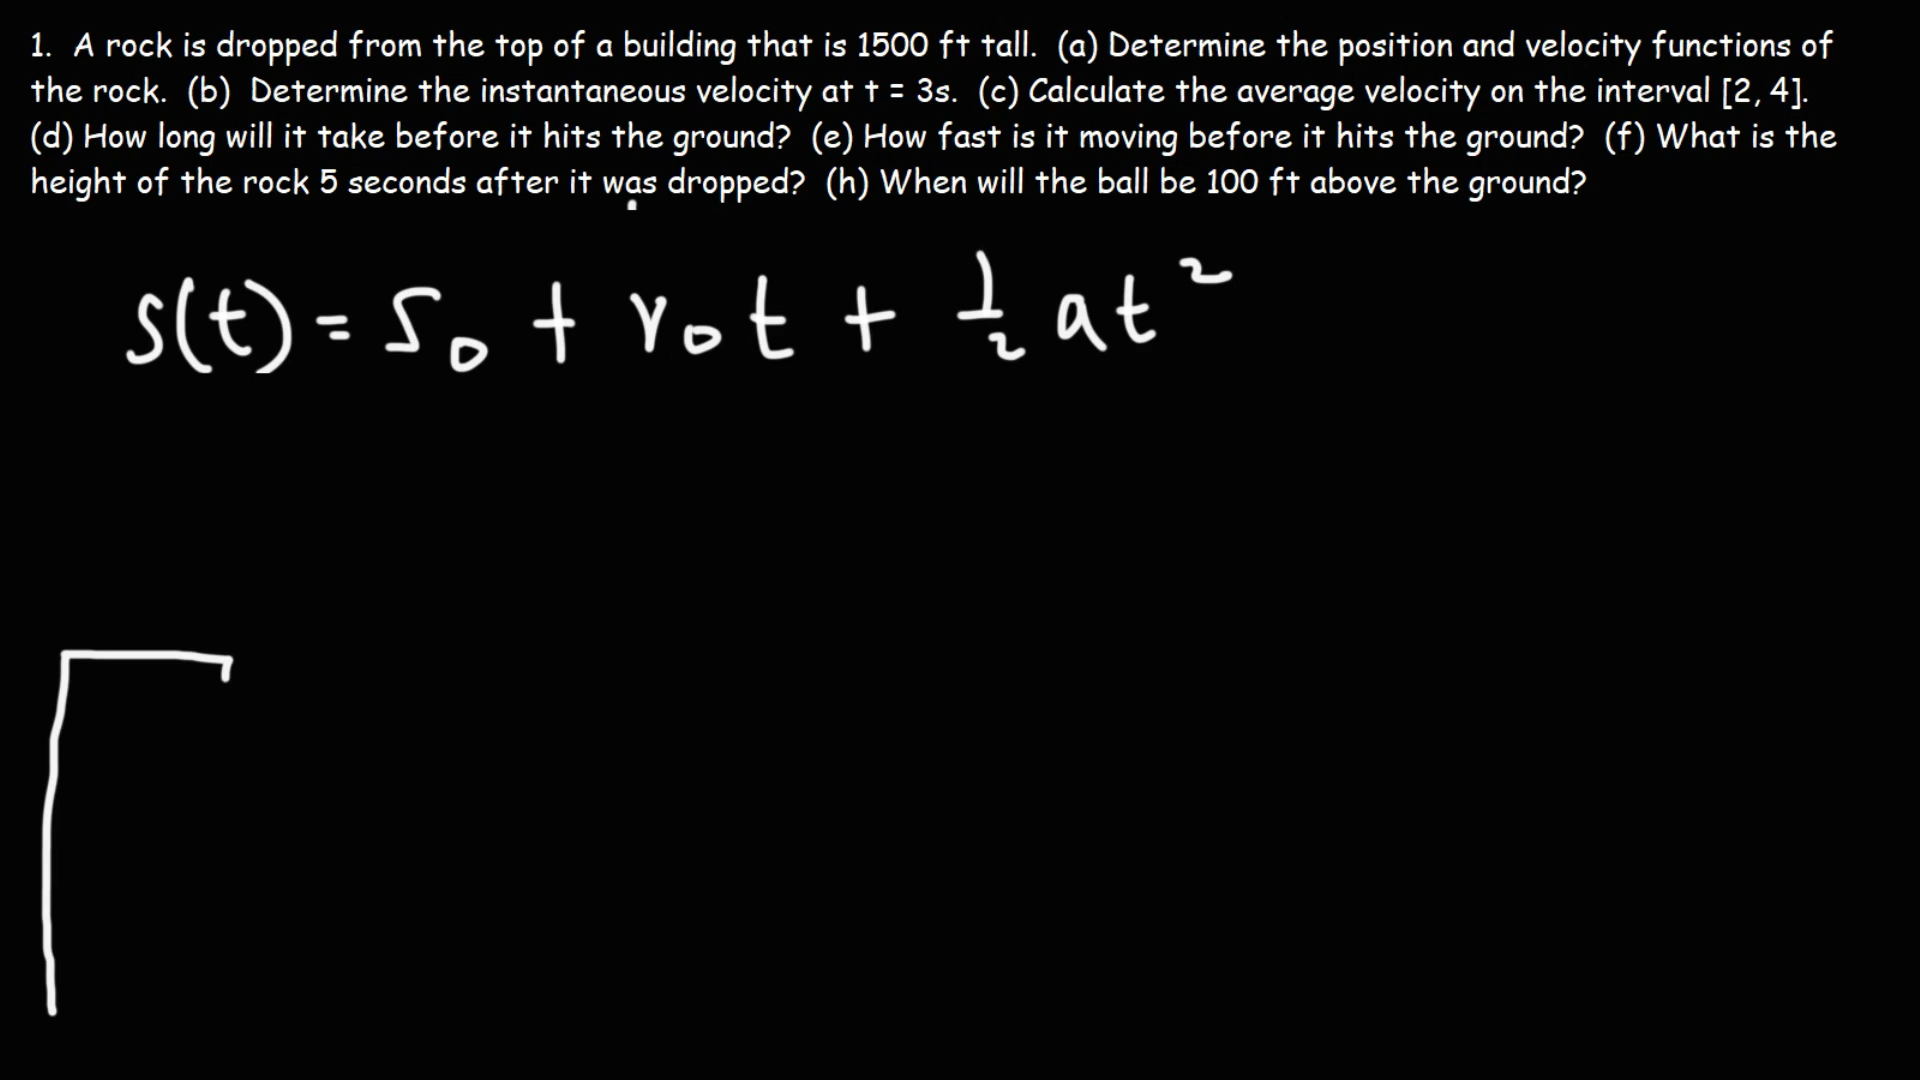 1. A rock is dropped from the top of a building that is 1500 ft tall. (a) Determine the position and velocity functions of
the rock. (b) Determine the instantaneous velocity at t = 3s. (c) Calculate the average velocity on the interval [2, 4].
(d) How long will it take before it hits the ground? (e) How fast is it moving before it hits the ground? (f) What is the
height of the rock 5 seconds after it was dropped? (h) When will the ball be 100 ft above the ground?
s(t) = s₀ + v₀t + ½at²